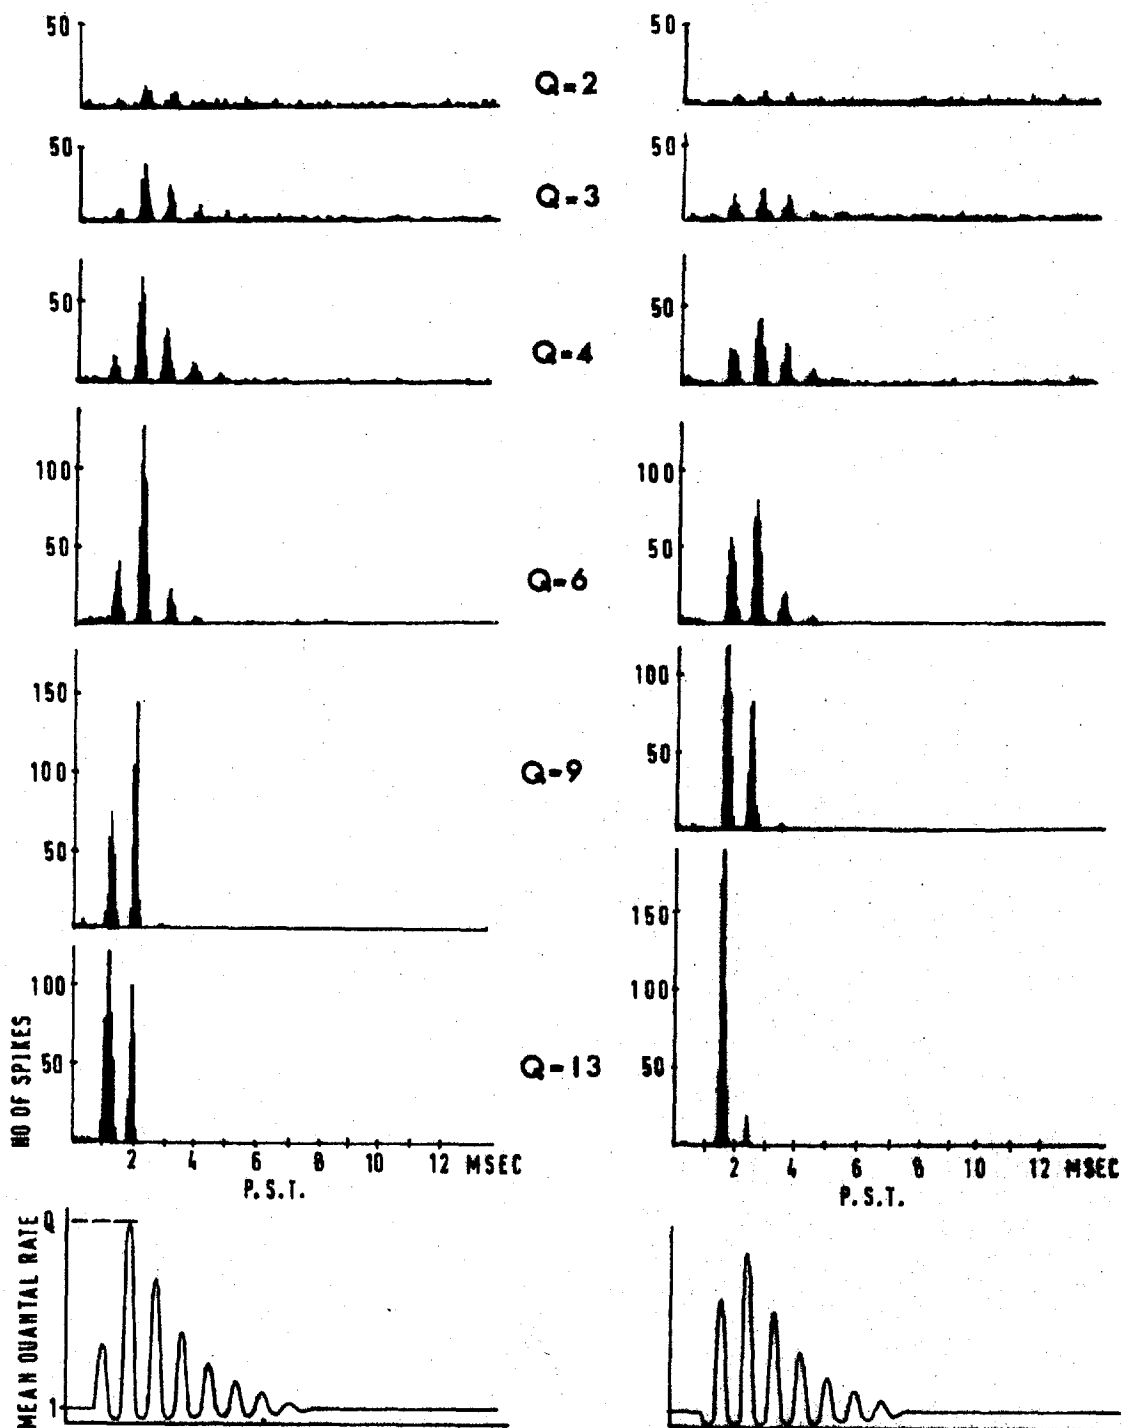 50 Q=2 50
50 Q=3 50
50 Q=4 50
100 100
50 Q=6 50
150
100 Q=9 100
50 50
150
100 100
50 Q=13 50
NO OF SPIKES
2 4 6 8 10 12 MSEC 2 4 6 8 10 12 MSEC
P.S.T. P.S.T.
Q
1
MEAN QUANTAL RATE